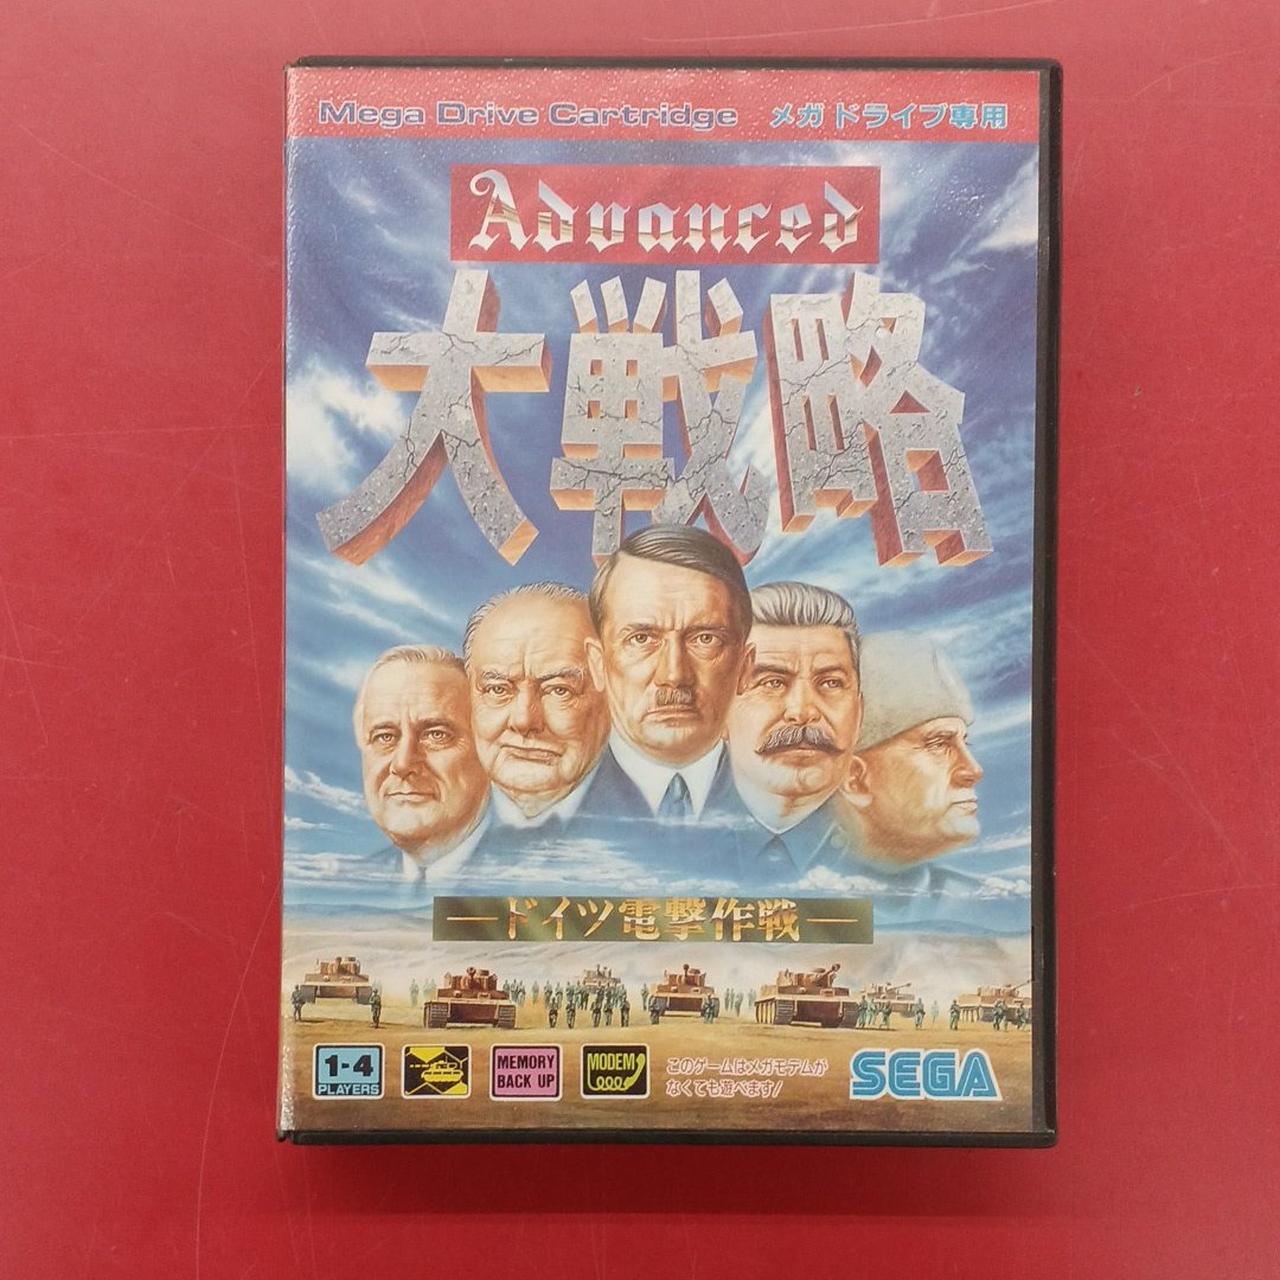 Mega Drive Cartridge メガドライブ専用
Advanced
大戦略
—ドイツ電撃作戦—
1-4
PLAYERS
MEMORY
BACK UP
MODEM
このゲームはメガモデムが
なくても遊べます!
SEGA